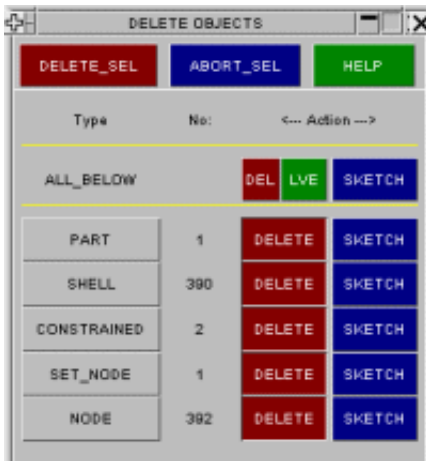 DELETE OBJECTS
DELETE_SEL ABORT_SEL HELP
Type No: <--- Action --->
ALL_BELOW DEL LVE SKETCH
PART 1 DELETE SKETCH
SHELL 390 DELETE SKETCH
CONSTRAINED 2 DELETE SKETCH
SET_NODE 1 DELETE SKETCH
NODE 392 DELETE SKETCH